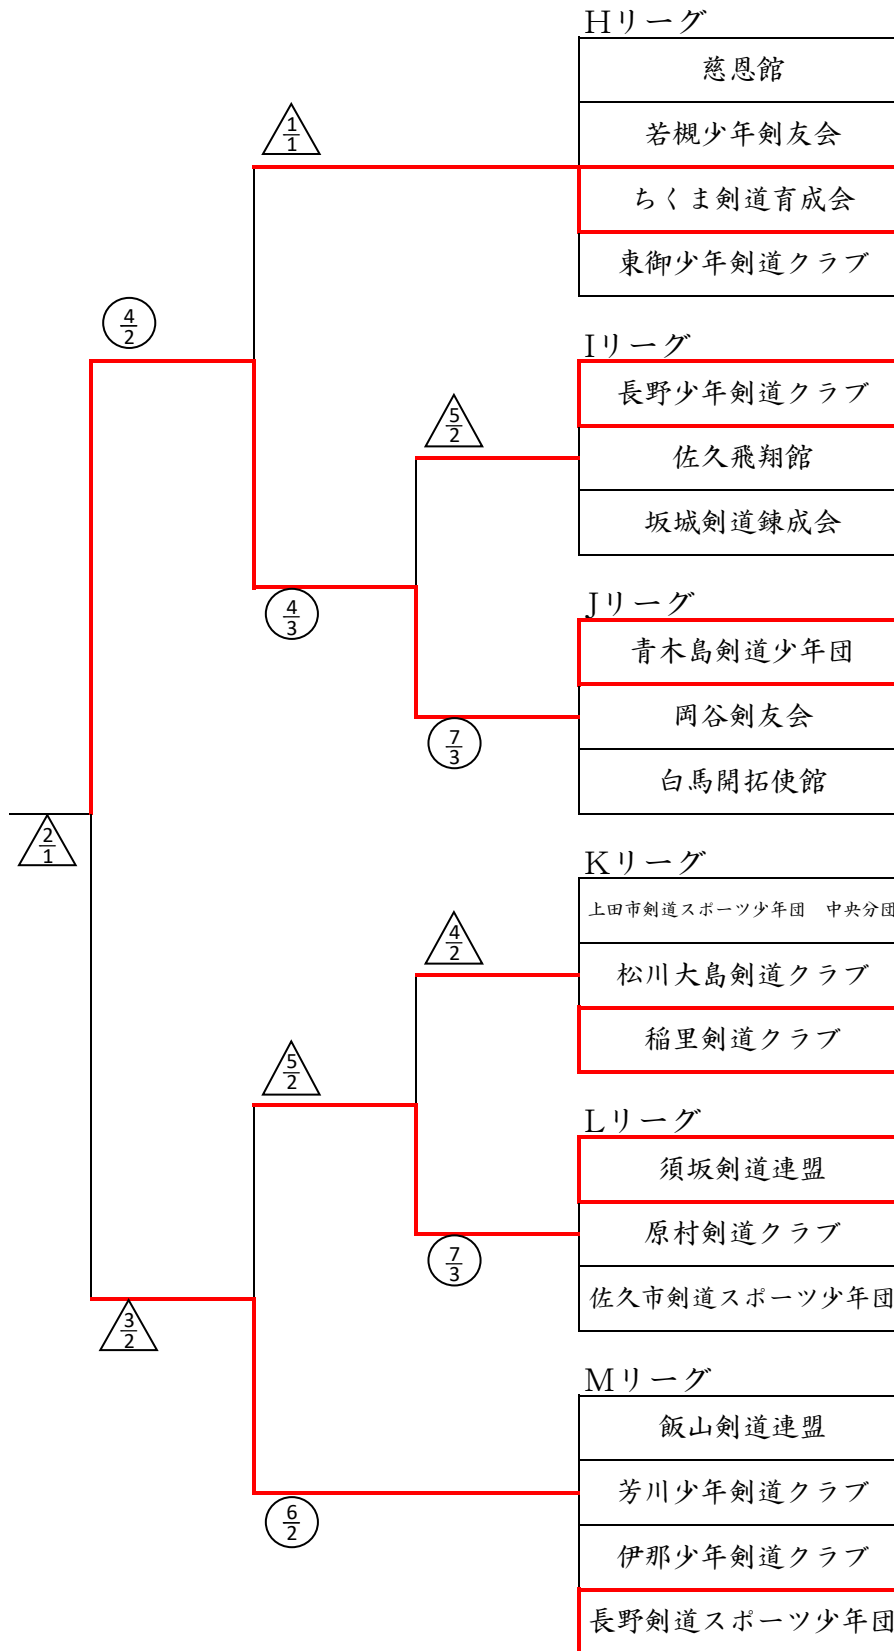 Hリーグ
慈恩館
1
1
若槻少年剣友会
ちくま剣道育成会
東御少年剣道クラブ
4
2
Iリーグ
長野少年剣道クラブ
5
2
佐久飛翔館
坂城剣道錬成会
4
3
Jリーグ
青木島剣道少年団
岡谷剣友会
7
3
白馬開拓使館
2
1
Kリーグ
上田市剣道スポーツ少年団　中央分団
4
2
松川大島剣道クラブ
稲里剣道クラブ
5
2
Lリーグ
須坂剣道連盟
原村剣道クラブ
7
3
佐久市剣道スポーツ少年団
3
2
Mリーグ
飯山剣道連盟
芳川少年剣道クラブ
6
2
伊那少年剣道クラブ
長野剣道スポーツ少年団